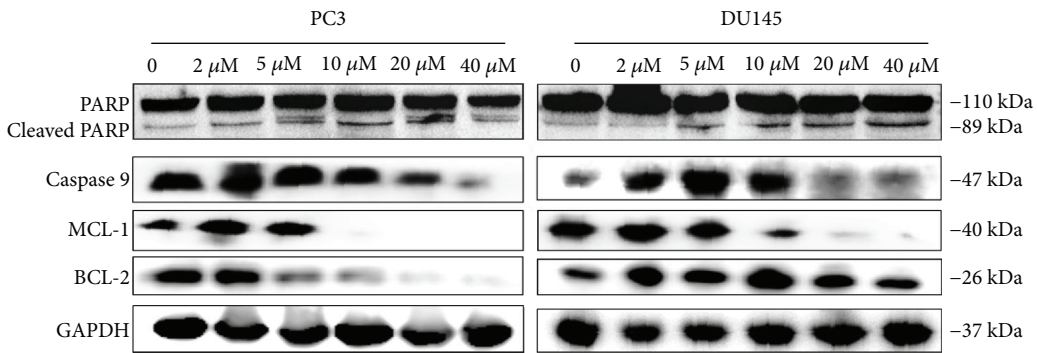 PC3 DU145
0 2 μM 5 μM 10 μM 20 μM 40 μM 0 2 μM 5 μM 10 μM 20 μM 40 μM
PARP −110 kDa
Cleaved PARP −89 kDa
Caspase 9 −47 kDa
MCL-1 −40 kDa
BCL-2 −26 kDa
GAPDH −37 kDa